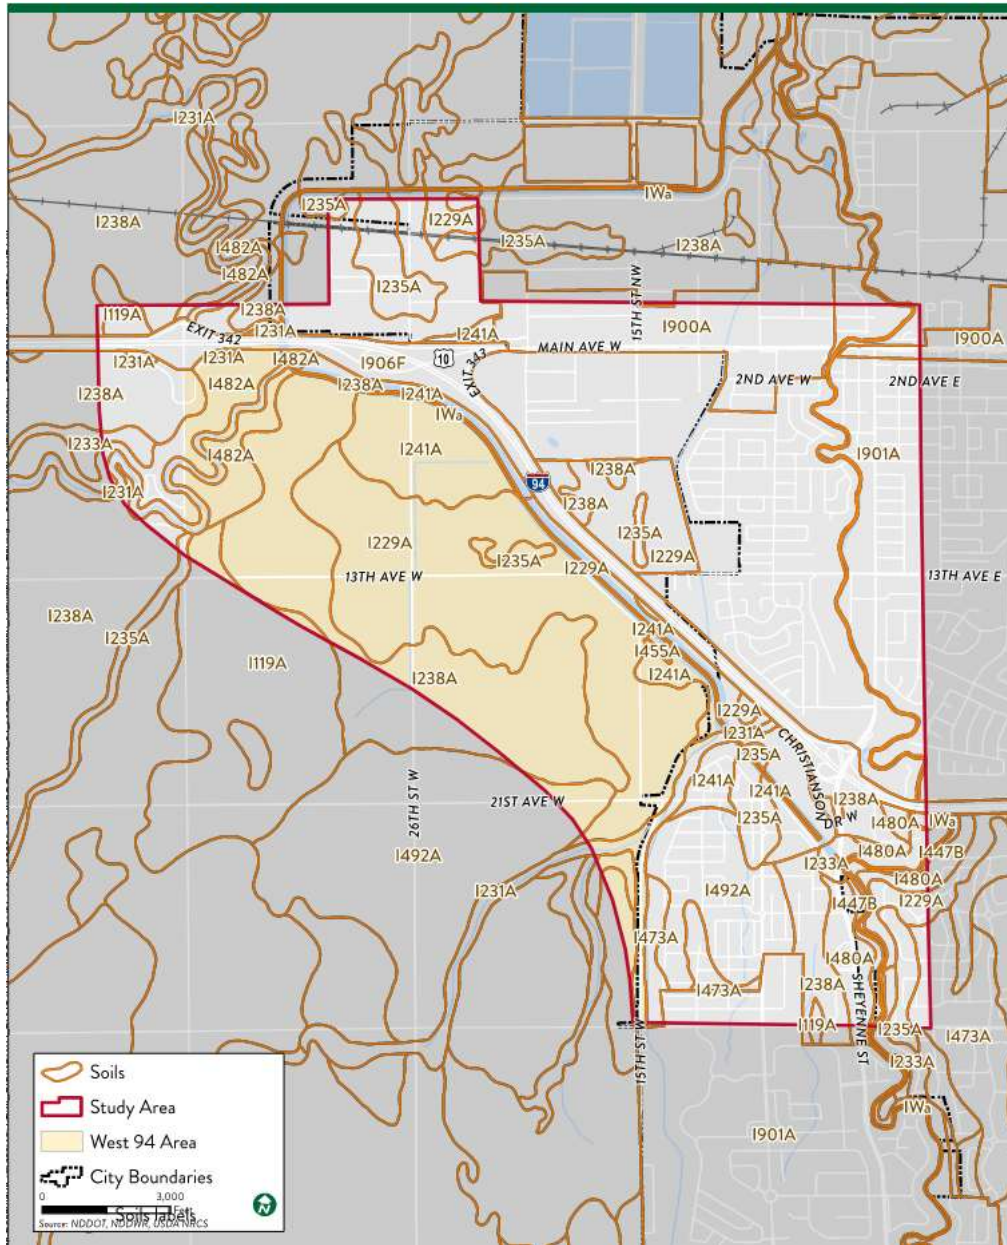 I231A
I238A
I235A
I229A
IWa
I482A
I235A
I238A
I482A
I235A
15TH ST NW
I119A
I238A
EXIT 342
I231A
I241A
I900A
I900A
I231A
I231A
I482A
I906F
10
EXIT 343
MAIN AVE W
I482A
I238A
I238A
I241A
2ND AVE W
2ND AVE E
IWa
I233A
I482A
I241A
I901A
I231A
94
I238A
I238A
I235A
I229A
I235A
I229A
I229A
13TH AVE W
13TH AVE E
I238A
I235A
I119A
I241A
I455A
I241A
I238A
I229A
I231A
CHRISTIANSON
DR W
I235A
I241A
I241A
26TH ST W
21ST AVE W
I238A
I235A
I480A
IWa
I492A
I480A
I447B
I233A
I480A
I231A
I492A
I447B
I229A
I473A
I480A
I473A
I238A
SHEYENNE ST
I119A
I235A
I473A
15TH ST W
I233A
IWa
I901A
Soils
Study Area
West 94 Area
City Boundaries
0 3,000
Feet
Soils labels
Source: NDDOT, NDDWR, USDA NRCS
N